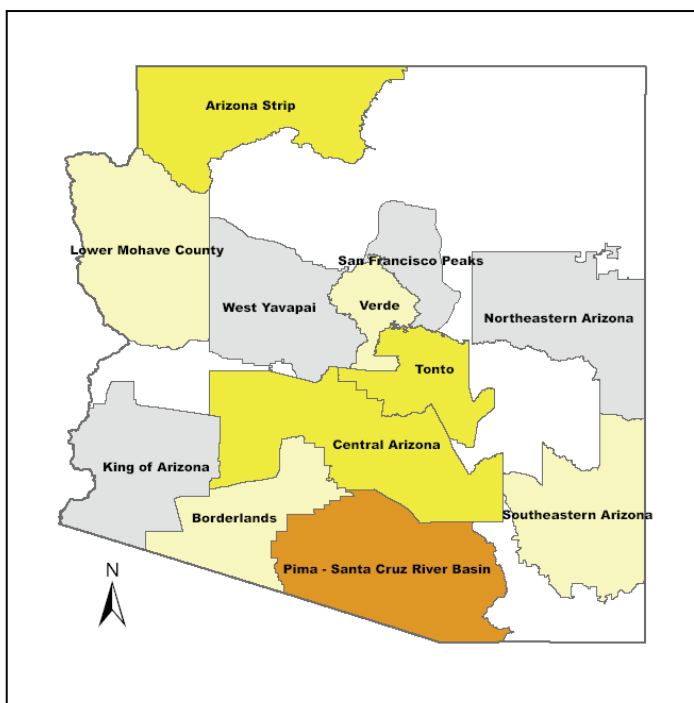 Arizona Strip
Lower Mohave County
San Francisco Peaks
West Yavapai
Verde
Northeastern Arizona
Tonto
Central Arizona
King of Arizona
Borderlands
Southeastern Arizona
Pima - Santa Cruz River Basin
N